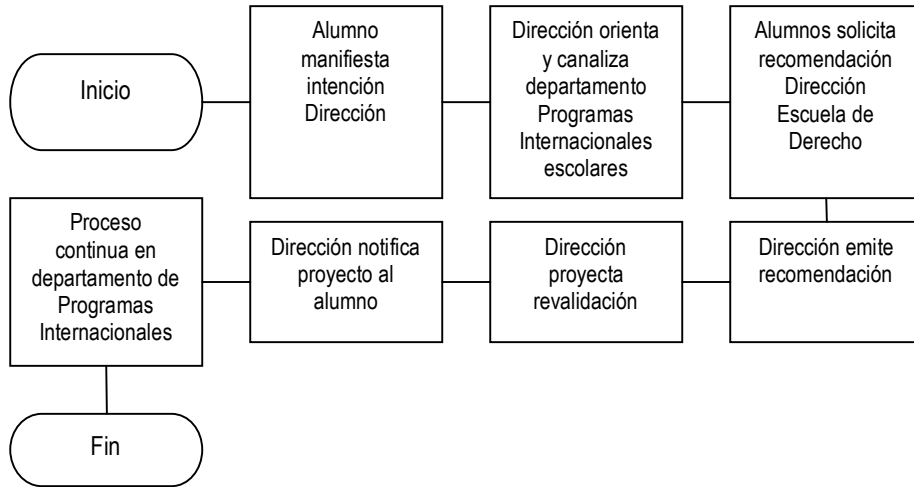 Inicio
Alumno
manifiesta
intención
Dirección
Dirección orienta
y canaliza
departamento
Programas
Internacionales
escolares
Alumnos solicita
recomendación
Dirección
Escuela de
Derecho
Dirección emite
recomendación
Dirección
proyecta
revalidación
Dirección notifica
proyecto al
alumno
Proceso
continua en
departamento de
Programas
Internacionales
Fin